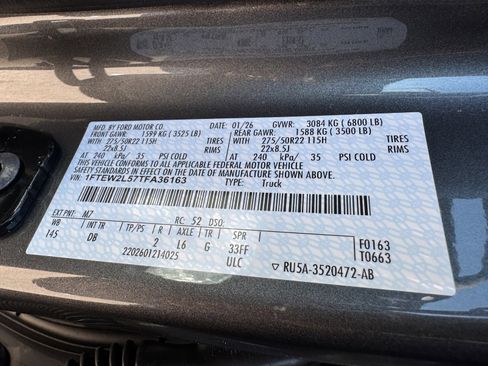 MFD. BY FORD MOTOR CO. 01/26 GVWR: 3084 KG ( 6800 LB)
FRONT GAWR: 1599 KG ( 3525 LB) REAR GAWR: 1588 KG ( 3500 LB)
275/50R22 115H TIRES 275/50R22 115H TIRES
22x8.5J RIMS 22x8.5J RIMS
AT 240 kPa/ 35 PSI COLD AT 240 kPa/ 35 PSI COLD
THIS VEHICLE CONFORMS TO ALL APPLICABLE FEDERAL MOTOR VEHICLE
SAFETY STANDARDS IN EFFECT ON THE DATE OF MANUFACTURE SHOWN ABOVE.
VIN: 1FTEW2L57TFA36163
TYPE: Truck
EXT PNT: M7 RC: 52 DSO:
WB INT TR TP/PS R AXLE TR SPR
145 DB 2 L6 G 33FF
2202601214025 ULC
F0163
T0663
▽ RU5A-3520472-AB